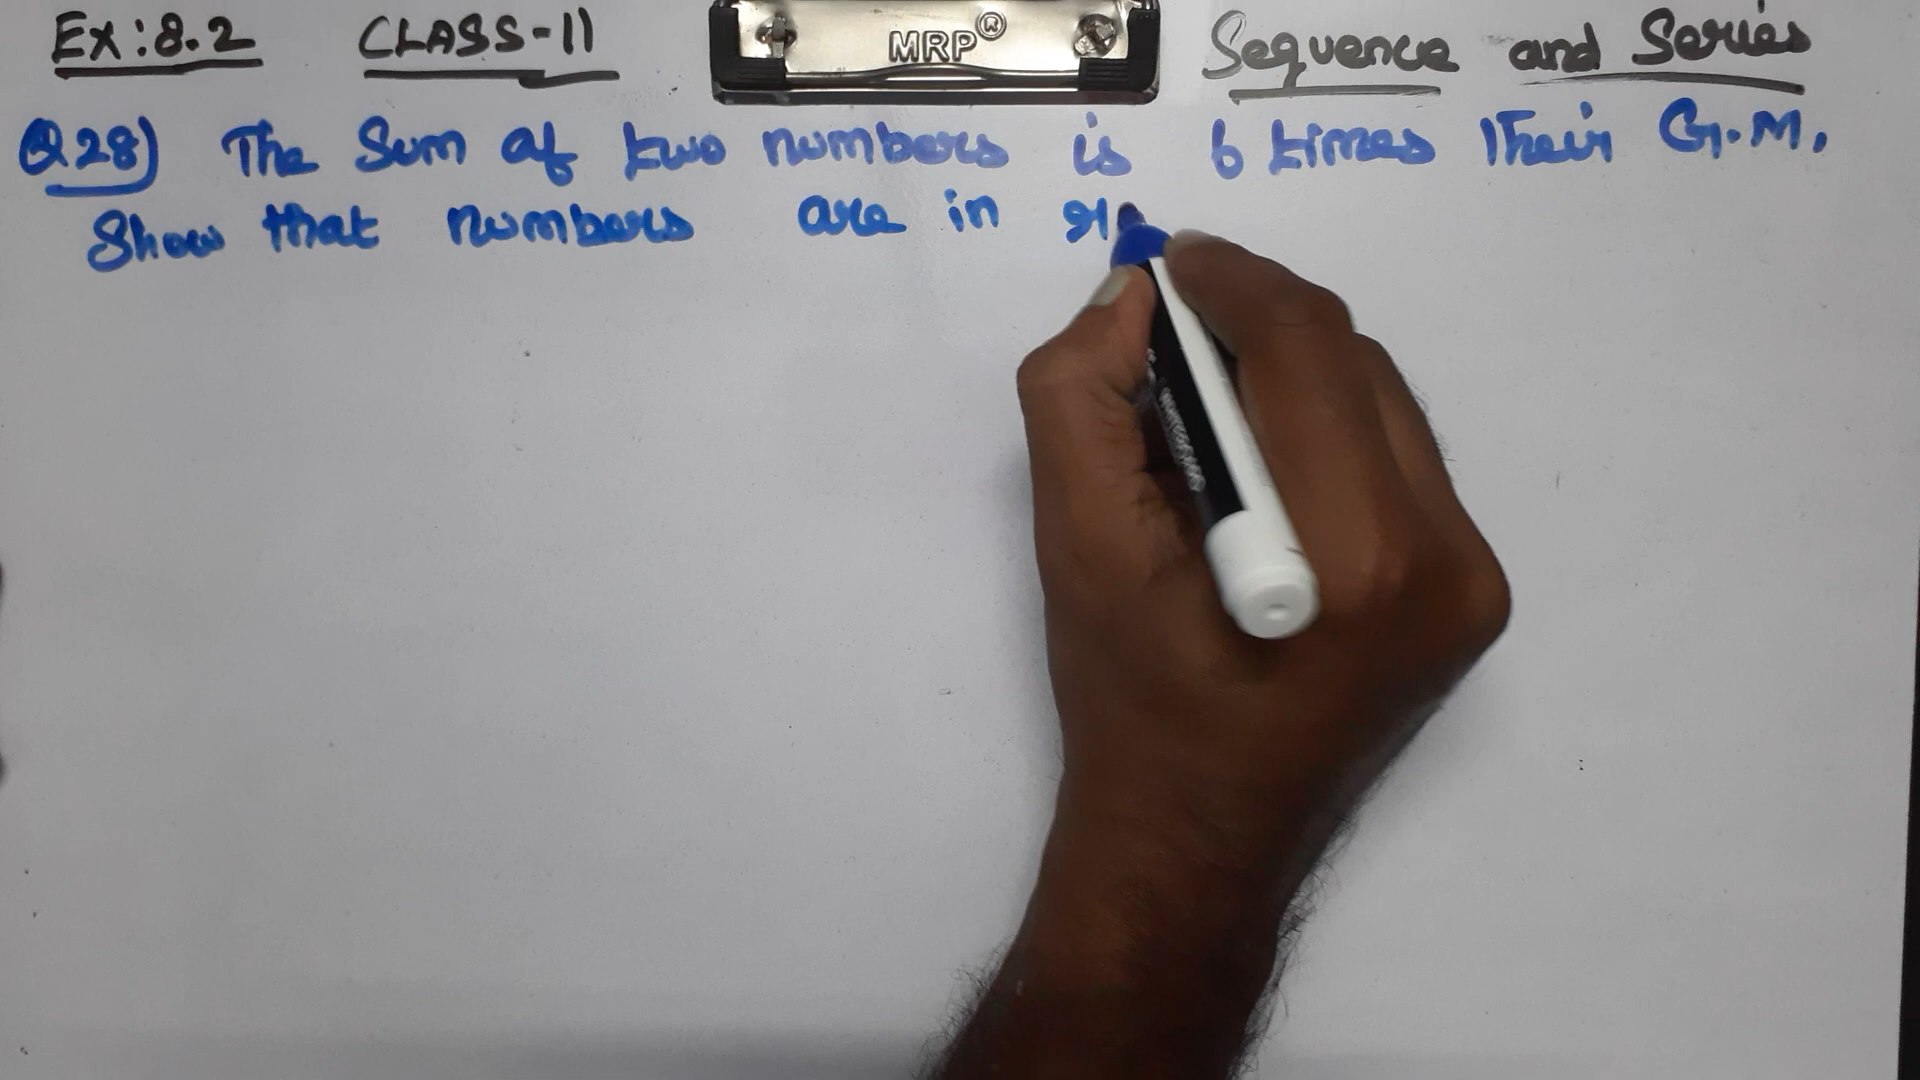 EX:8.2 CLASS-11 MRP® Sequence and Series
Q28) The Sum of two numbers is 6 times their G.M.
Show that numbers are in